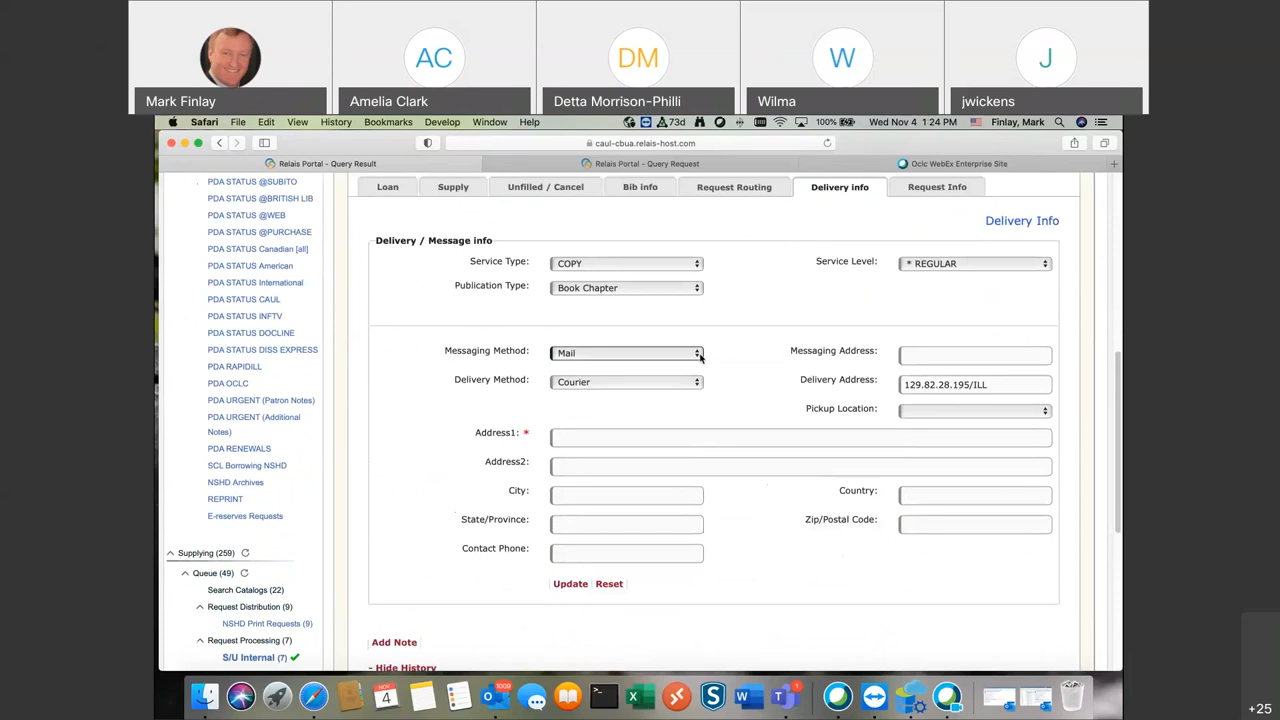 AC
DM
W
J
Mark Finlay
Amelia Clark
Detta Morrison-Philli
Wilma
jwickens
Safari File Edit View History Bookmarks Develop Window Help 73d 100% Wed Nov 4 1:24 PM Finlay, Mark
caul-cbua.relais-host.com
Relais Portal - Query Result
Relais Portal - Query Request
Oclc WebEx Enterprise Site
PDA STATUS @SUBITO
PDA STATUS @BRITISH LIB
PDA STATUS @WEB
PDA STATUS @PURCHASE
PDA STATUS Canadian [all]
PDA STATUS American
PDA STATUS International
PDA STATUS CAUL
PDA STATUS INFTV
PDA STATUS DOCLINE
PDA STATUS DISS EXPRESS
PDA RAPIDILL
PDA OCLC
PDA URGENT (Patron Notes)
PDA URGENT (Additional
Notes)
PDA RENEWALS
SCL Borrowing NSHD
NSHD Archives
REPRINT
E-reserves Requests
Supplying (259)
Queue (49)
Search Catalogs (22)
Request Distribution (9)
NSHD Print Requests (9)
Request Processing (7)
S/U Internal (7)
Loan Supply Unfilled / Cancel Bib info Request Routing Delivery info Request Info
Delivery Info
Delivery / Message info
Service Type: COPY Service Level: * REGULAR
Publication Type: Book Chapter
Messaging Method: Mail Messaging Address:
Delivery Method: Courier Delivery Address: 129.82.28.195/ILL
Pickup Location:
Address1: *
Address2:
City: Country:
State/Province: Zip/Postal Code:
Contact Phone:
Update Reset
Add Note
- Hide History
NOV
4
1009
1
+25